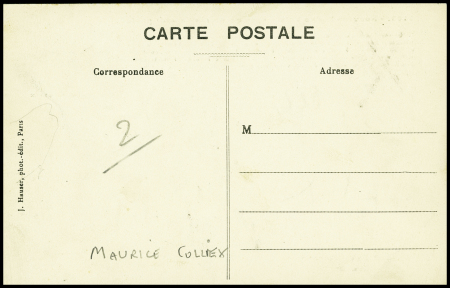 CARTE POSTALE
Correspondance
Adresse
M
J. Hauser, phot.-édit., Paris
2
MAURICE COLLIEX